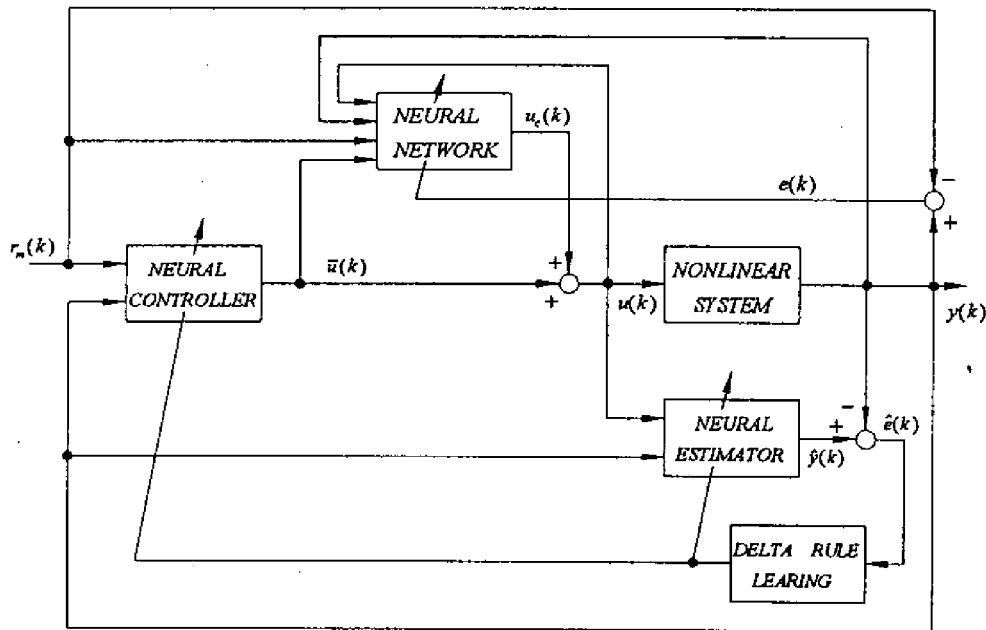 NEURAL
NETWORK
u_c(k)
e(k)
−
+
r_m(k)
NEURAL
CONTROLLER
ū(k)
+
+
u(k)
NONLINEAR
SYSTEM
y(k)
NEURAL
ESTIMATOR
+
−
ŷ(k)
ê(k)
DELTA RULE
LEARING